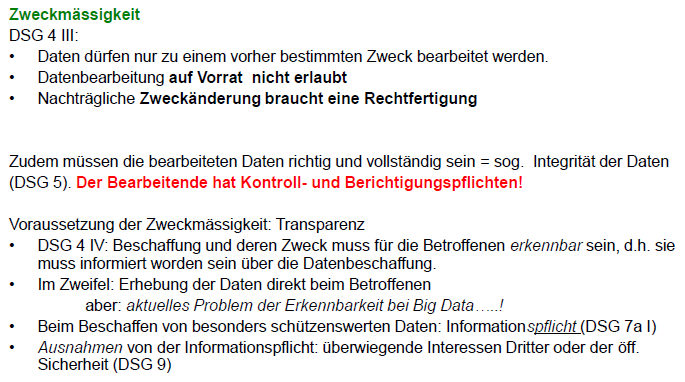 Zweckmässigkeit
DSG 4 III:
• Daten dürfen nur zu einem vorher bestimmten Zweck bearbeitet werden.
• Datenbearbeitung auf Vorrat nicht erlaubt
• Nachträgliche Zweckänderung braucht eine Rechtfertigung
Zudem müssen die bearbeiteten Daten richtig und vollständig sein = sog. Integrität der Daten
(DSG 5). Der Bearbeitende hat Kontroll- und Berichtigungspflichten!
Voraussetzung der Zweckmässigkeit: Transparenz
• DSG 4 IV: Beschaffung und deren Zweck muss für die Betroffenen erkennbar sein, d.h. sie
muss informiert worden sein über die Datenbeschaffung.
• Im Zweifel: Erhebung der Daten direkt beim Betroffenen
aber: aktuelles Problem der Erkennbarkeit bei Big Data…..!
• Beim Beschaffen von besonders schützenswerten Daten: Informationspflicht (DSG 7a I)
• Ausnahmen von der Informationspflicht: überwiegende Interessen Dritter oder der öff.
Sicherheit (DSG 9)